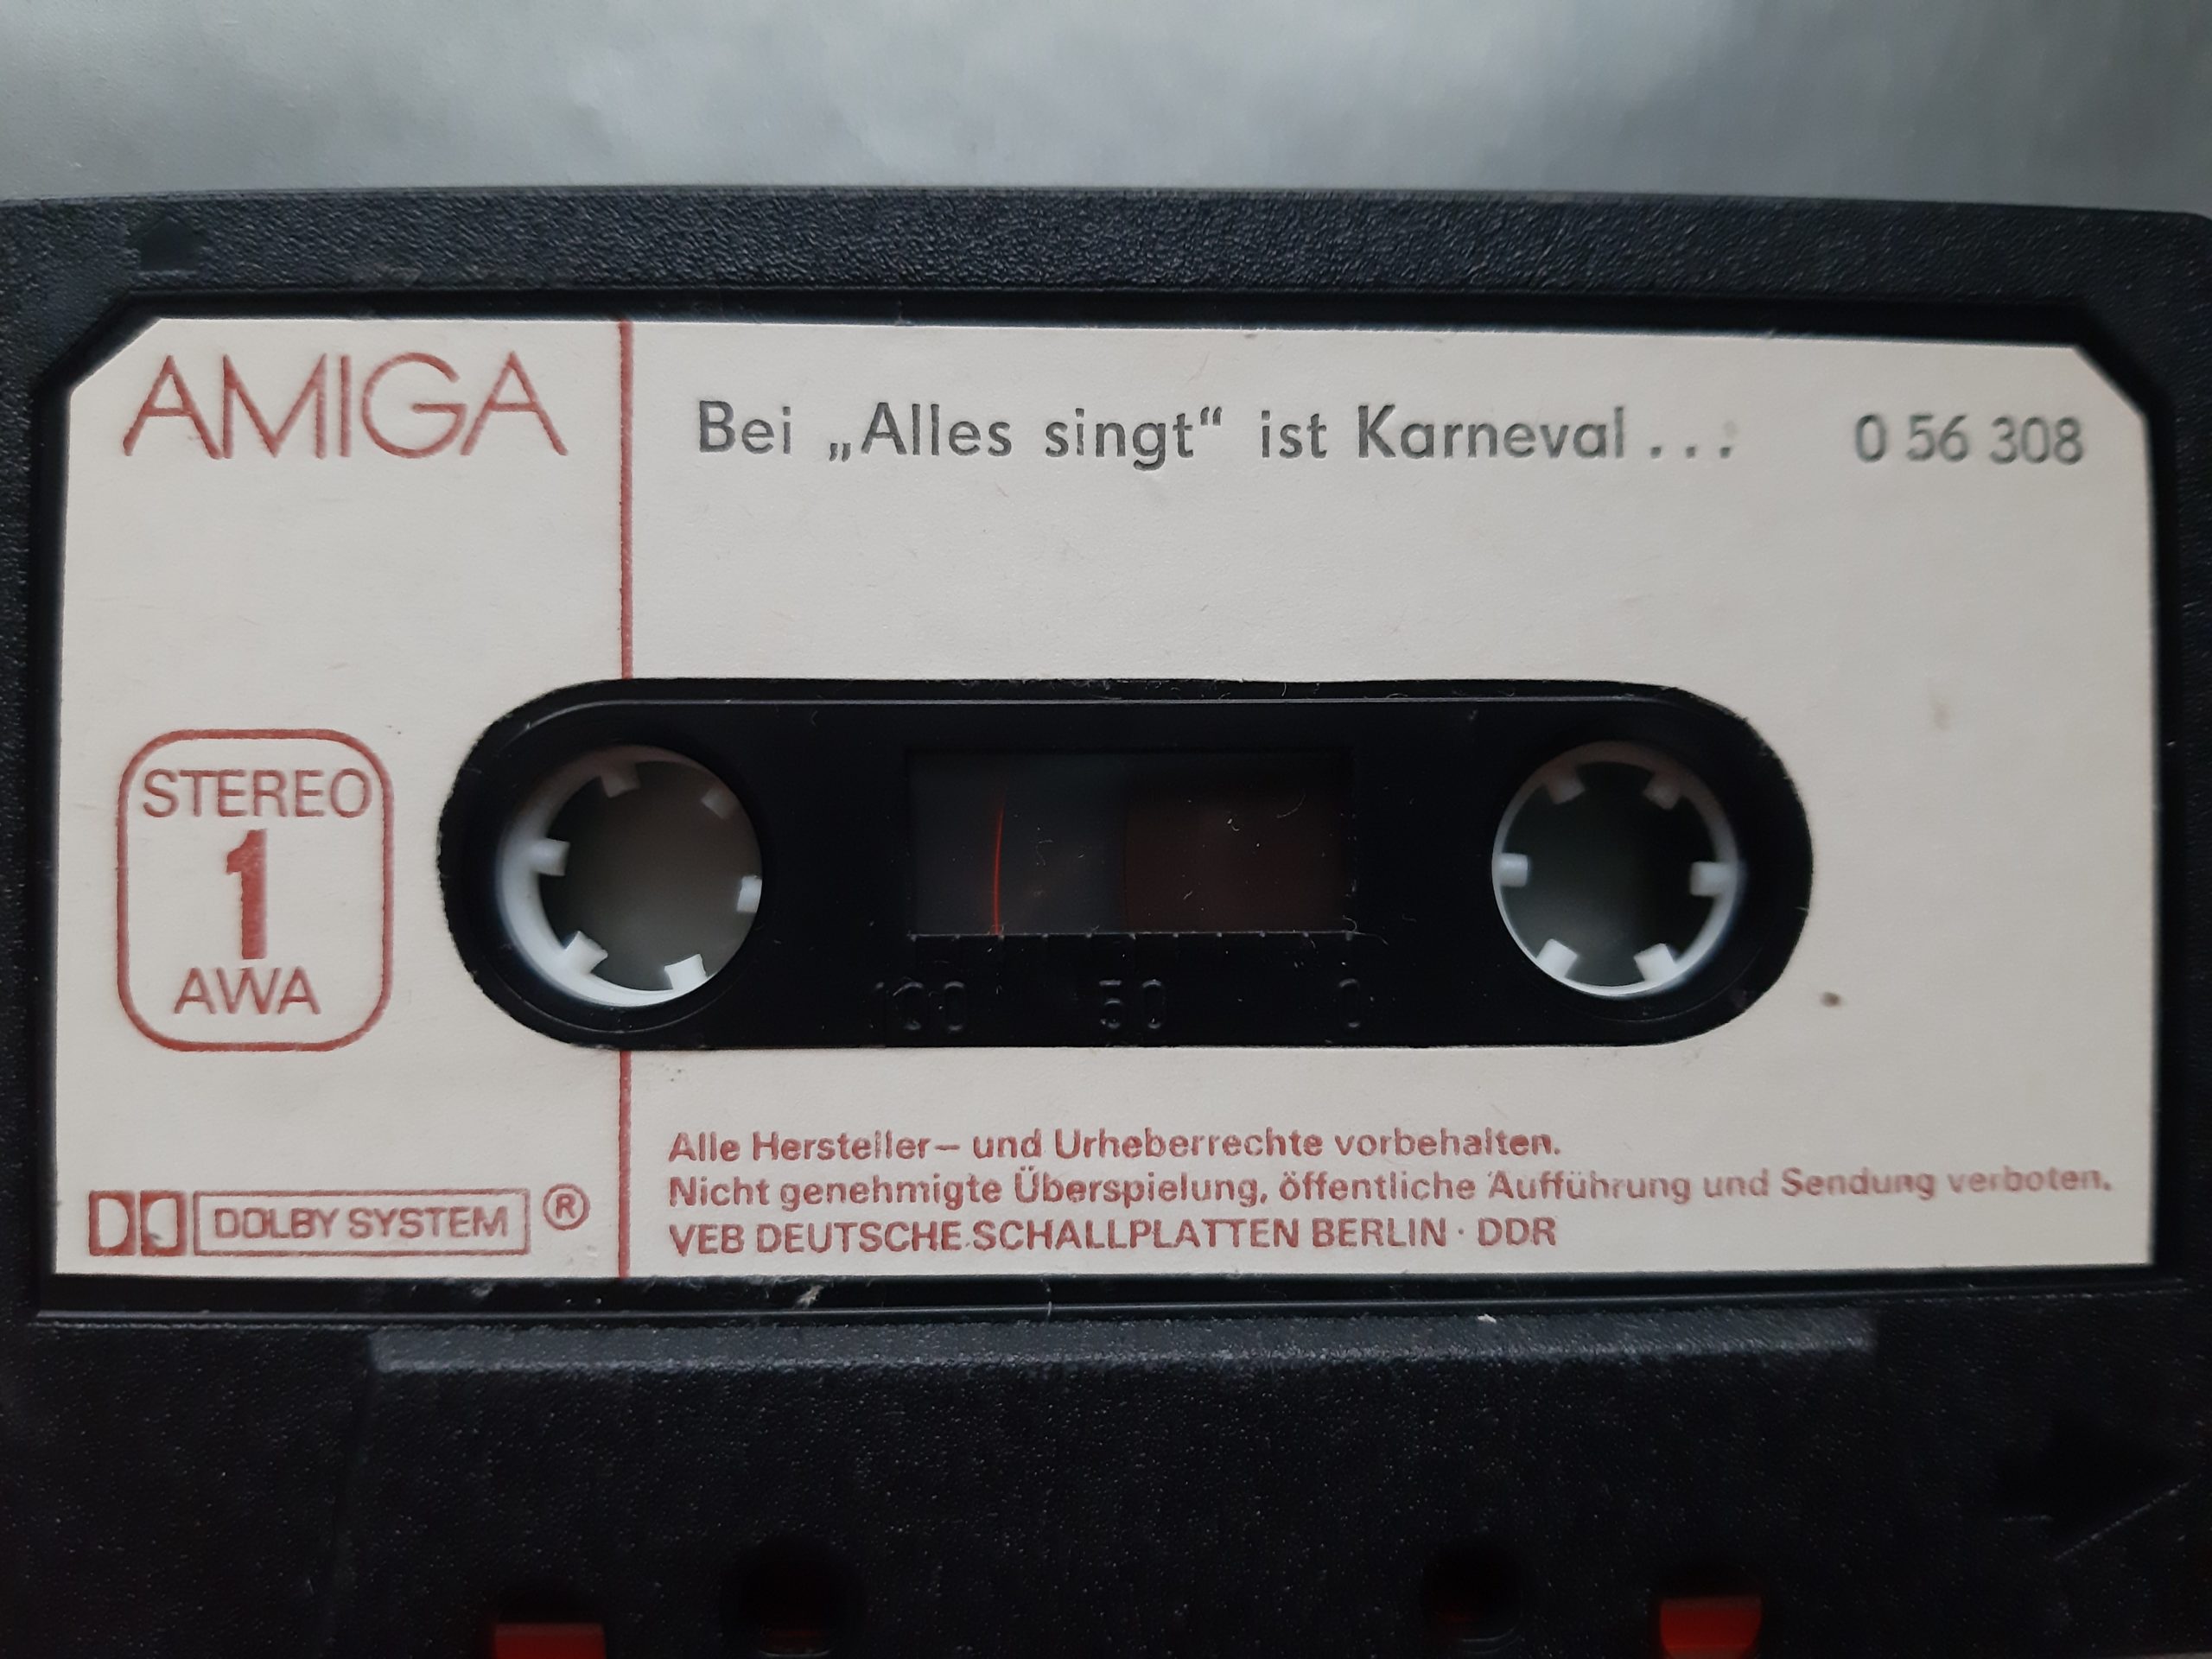 AMIGA
Bei „Alles singt“ ist Karneval... 0 56 308
STEREO
1
AWA
100 50 0
DOLBY SYSTEM ®
Alle Hersteller– und Urheberrechte vorbehalten.
Nicht genehmigte Überspielung, öffentliche Aufführung und Sendung verboten.
VEB DEUTSCHE SCHALLPLATTEN BERLIN · DDR